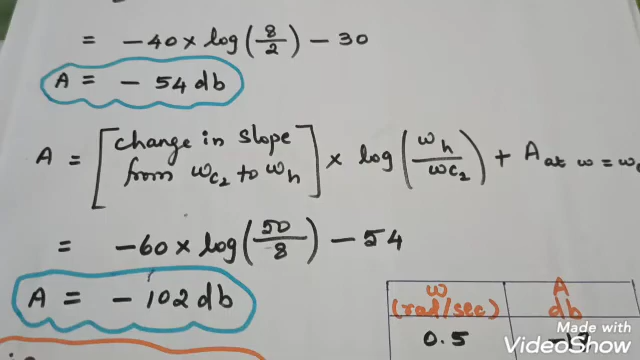 = -40 × log(8/2) - 30
A = - 54 db
A = [change in slope from ωc2 to ωh] × log(ωh/ωc2) + A at ω = ω
= -60 × log(50/8) - 54
A = - 102 db
ω (rad/sec) A db
0.5
Made with
VideoShow